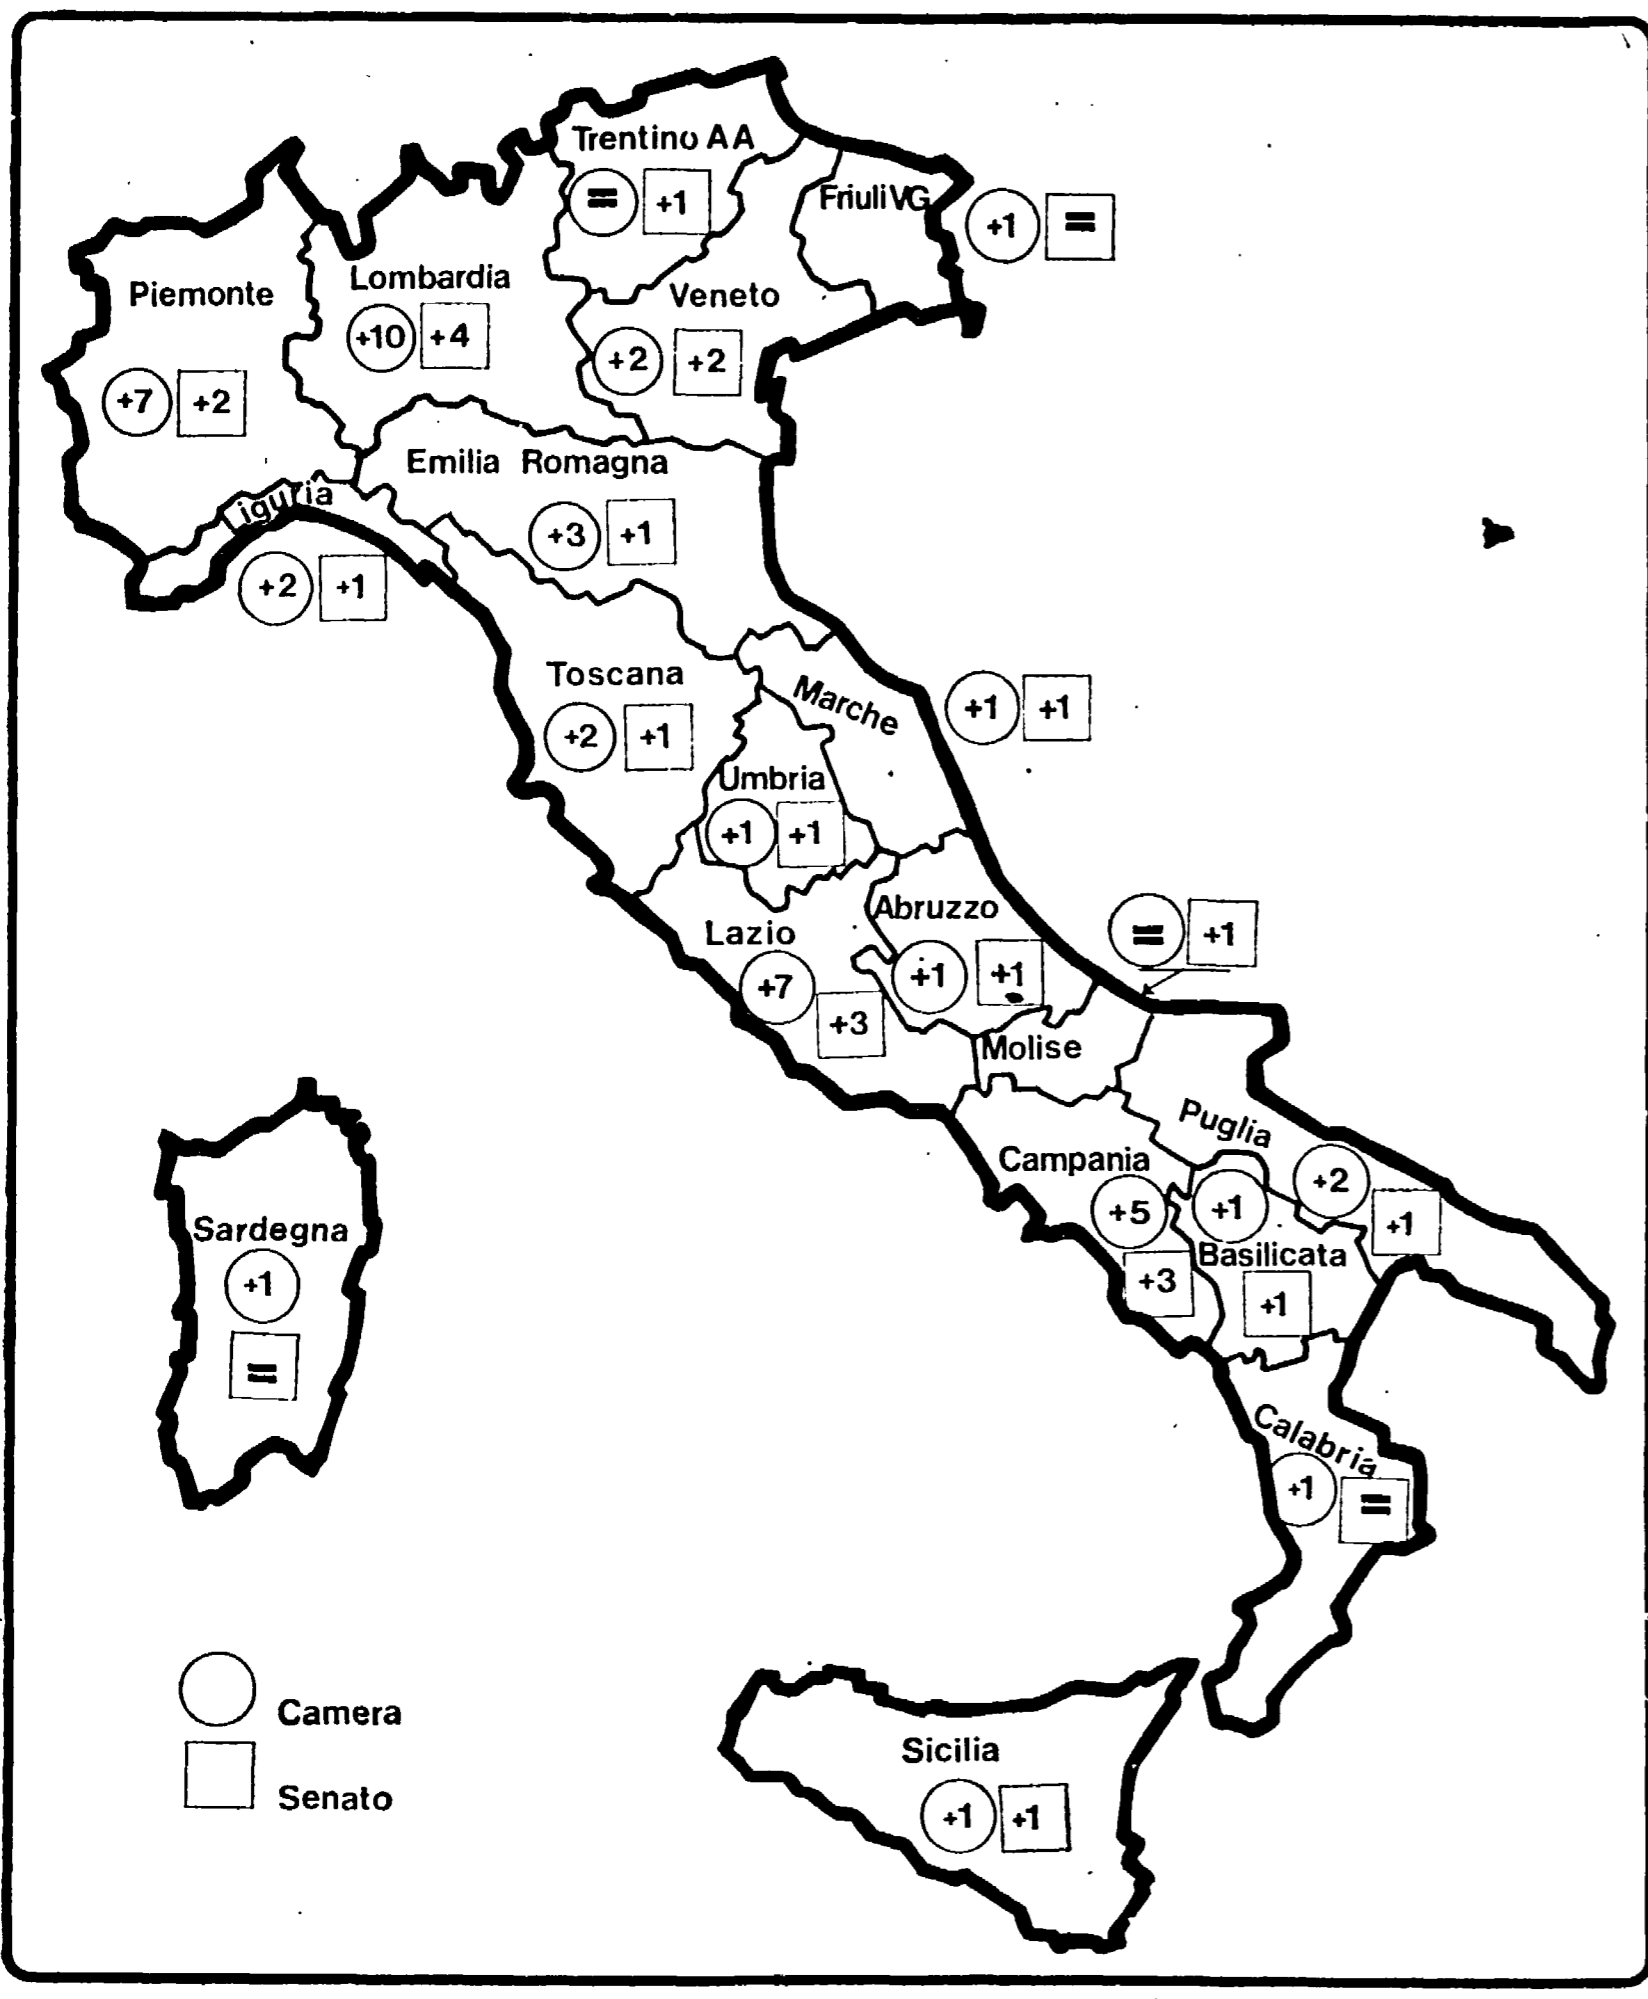 Trentino AA
= +1
Friuli VG
+1 =
Piemonte
+7 +2
Lombardia
+10 +4
Veneto
+2 +2
Emilia Romagna
+3 +1
Liguria
+2 +1
Toscana
+2 +1
Marche
+1 +1
Umbria
+1 +1
Abruzzo
+1 +1
= +1
Lazio
+7
+3
Molise
Puglia
+2
+1
Campania
+5
+3
+1
Basilicata
+1
Sardegna
+1
=
Calabria
+1 =
Camera
Senato
Sicilia
+1 +1